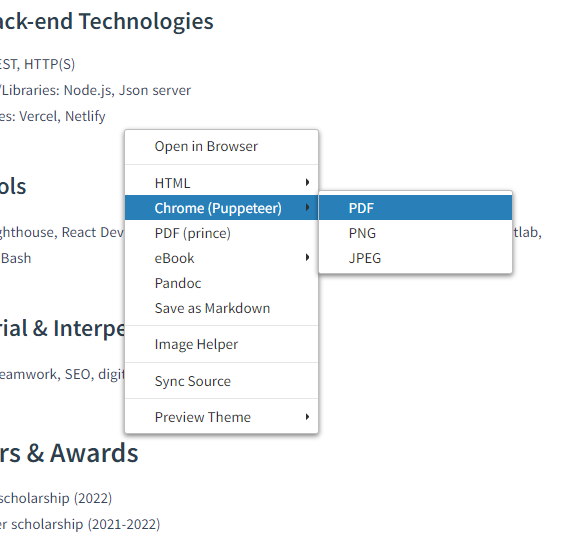 ack-end Technologies
EST, HTTP(S)
/Libraries: Node.js, Json server
es: Vercel, Netlify
Open in Browser
HTML
ols
Chrome (Puppeteer)
PDF
ghthouse, React Dev
PDF (prince)
PNG
tlab,
Bash
eBook
JPEG
Pandoc
Save as Markdown
rial & Interpe
Image Helper
eamwork, SEO, digit
Sync Source
Preview Theme
rs & Awards
scholarship (2022)
er scholarship (2021-2022)